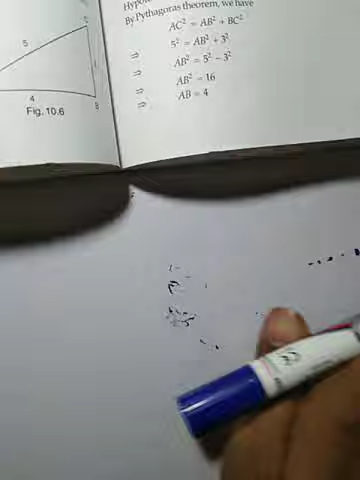 By Pythagoras theorem, we have
AC² = AB² + BC²
⇒ 5² = AB² + 3²
⇒ AB² = 5² − 3²
⇒ AB² = 16
⇒ AB = 4
5
4
B
Fig. 10.6